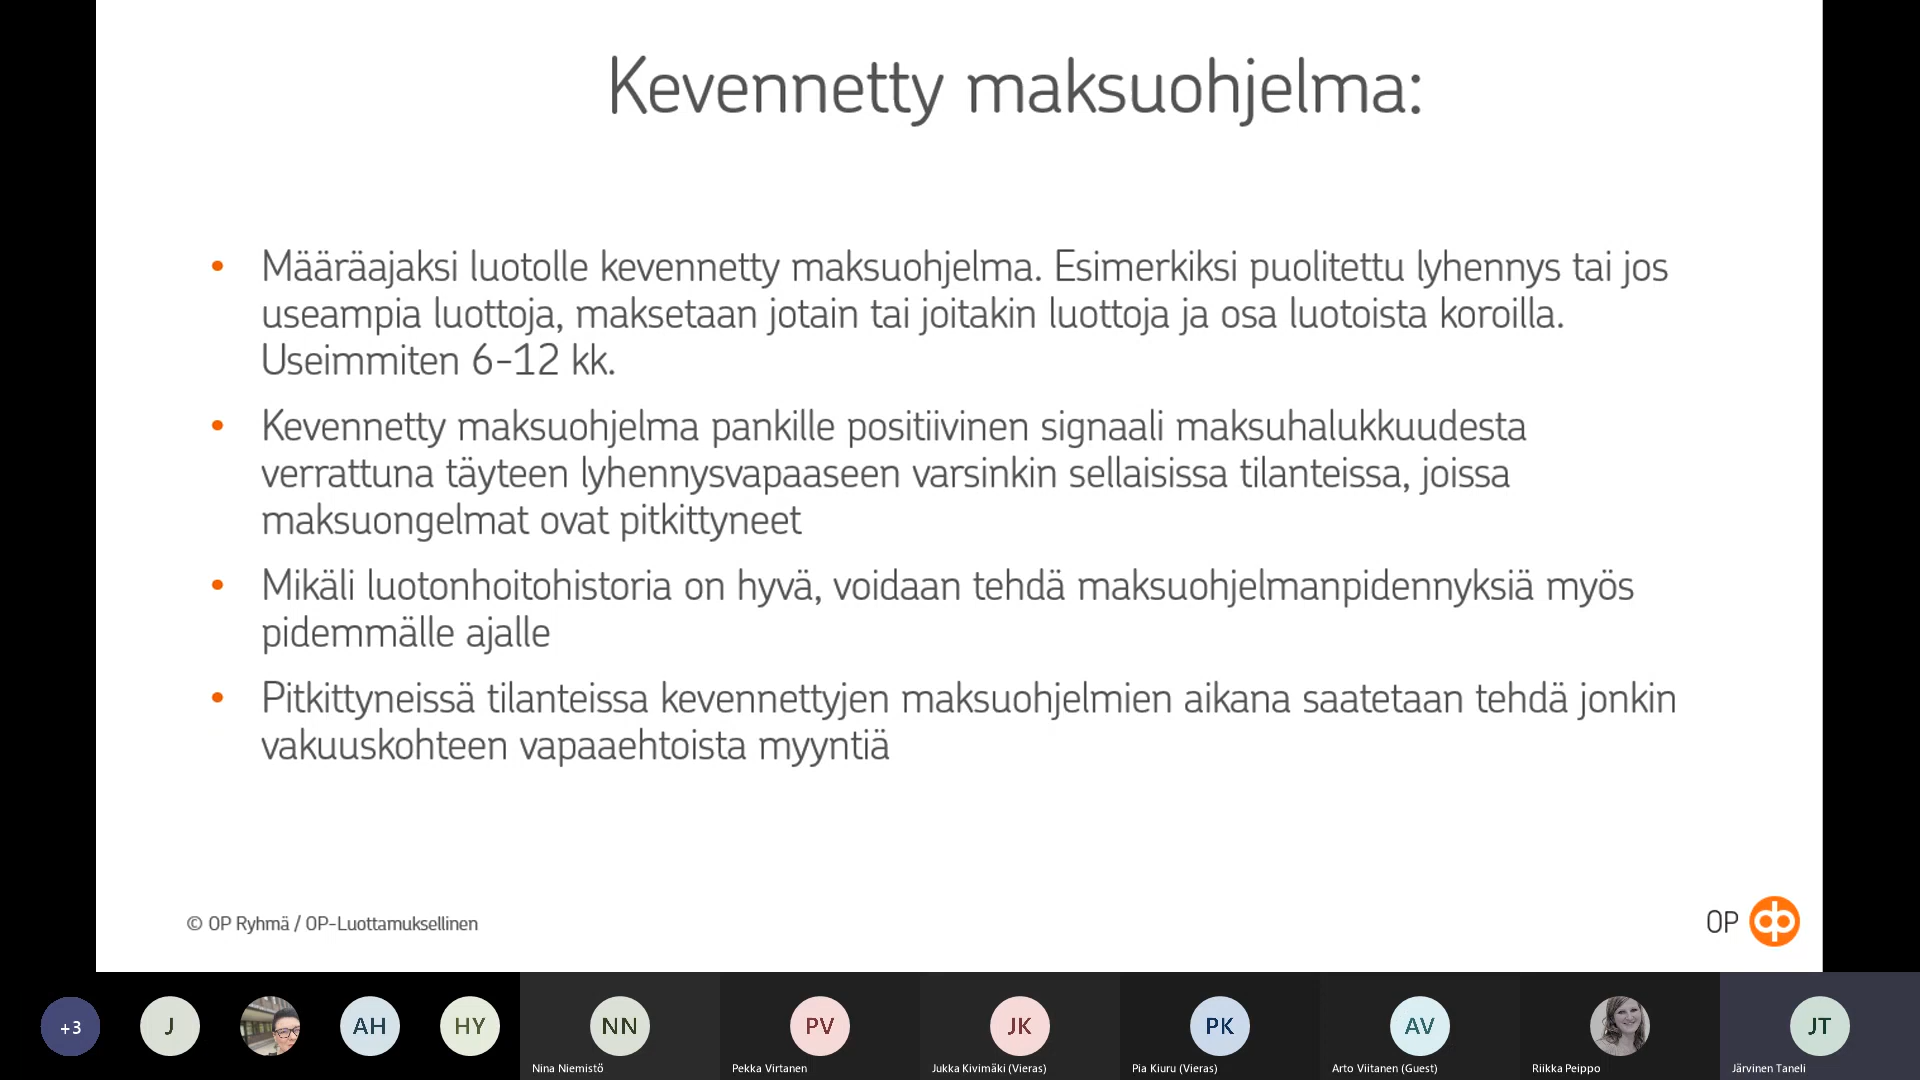 Kevennetty maksuohjelma:
• Määräajaksi luotolle kevennetty maksuohjelma. Esimerkiksi puolitettu lyhennys tai jos
useampia luottoja, maksetaan jotain tai joitakin luottoja ja osa luotoista koroilla.
Useimmiten 6-12 kk.
• Kevennetty maksuohjelma pankille positiivinen signaali maksuhalukkuudesta
verrattuna täyteen lyhennysvapaaseen varsinkin sellaisissa tilanteissa, joissa
maksuongelmat ovat pitkittyneet
• Mikäli luotonhoitohistoria on hyvä, voidaan tehdä maksuohjelmanpidennyksiä myös
pidemmälle ajalle
• Pitkittyneissä tilanteissa kevennettyjen maksuohjelmien aikana saatetaan tehdä jonkin
vakuuskohteen vapaaehtoista myyntiä
© OP Ryhmä / OP-Luottamuksellinen
OP
+3
J
AH
HY
NN
PV
JK
PK
AV
JT
Nina Niemistö
Pekka Virtanen
Jukka Kivimäki (Vieras)
Pia Kiuru (Vieras)
Arto Viitanen (Guest)
Riikka Peippo
Järvinen Taneli